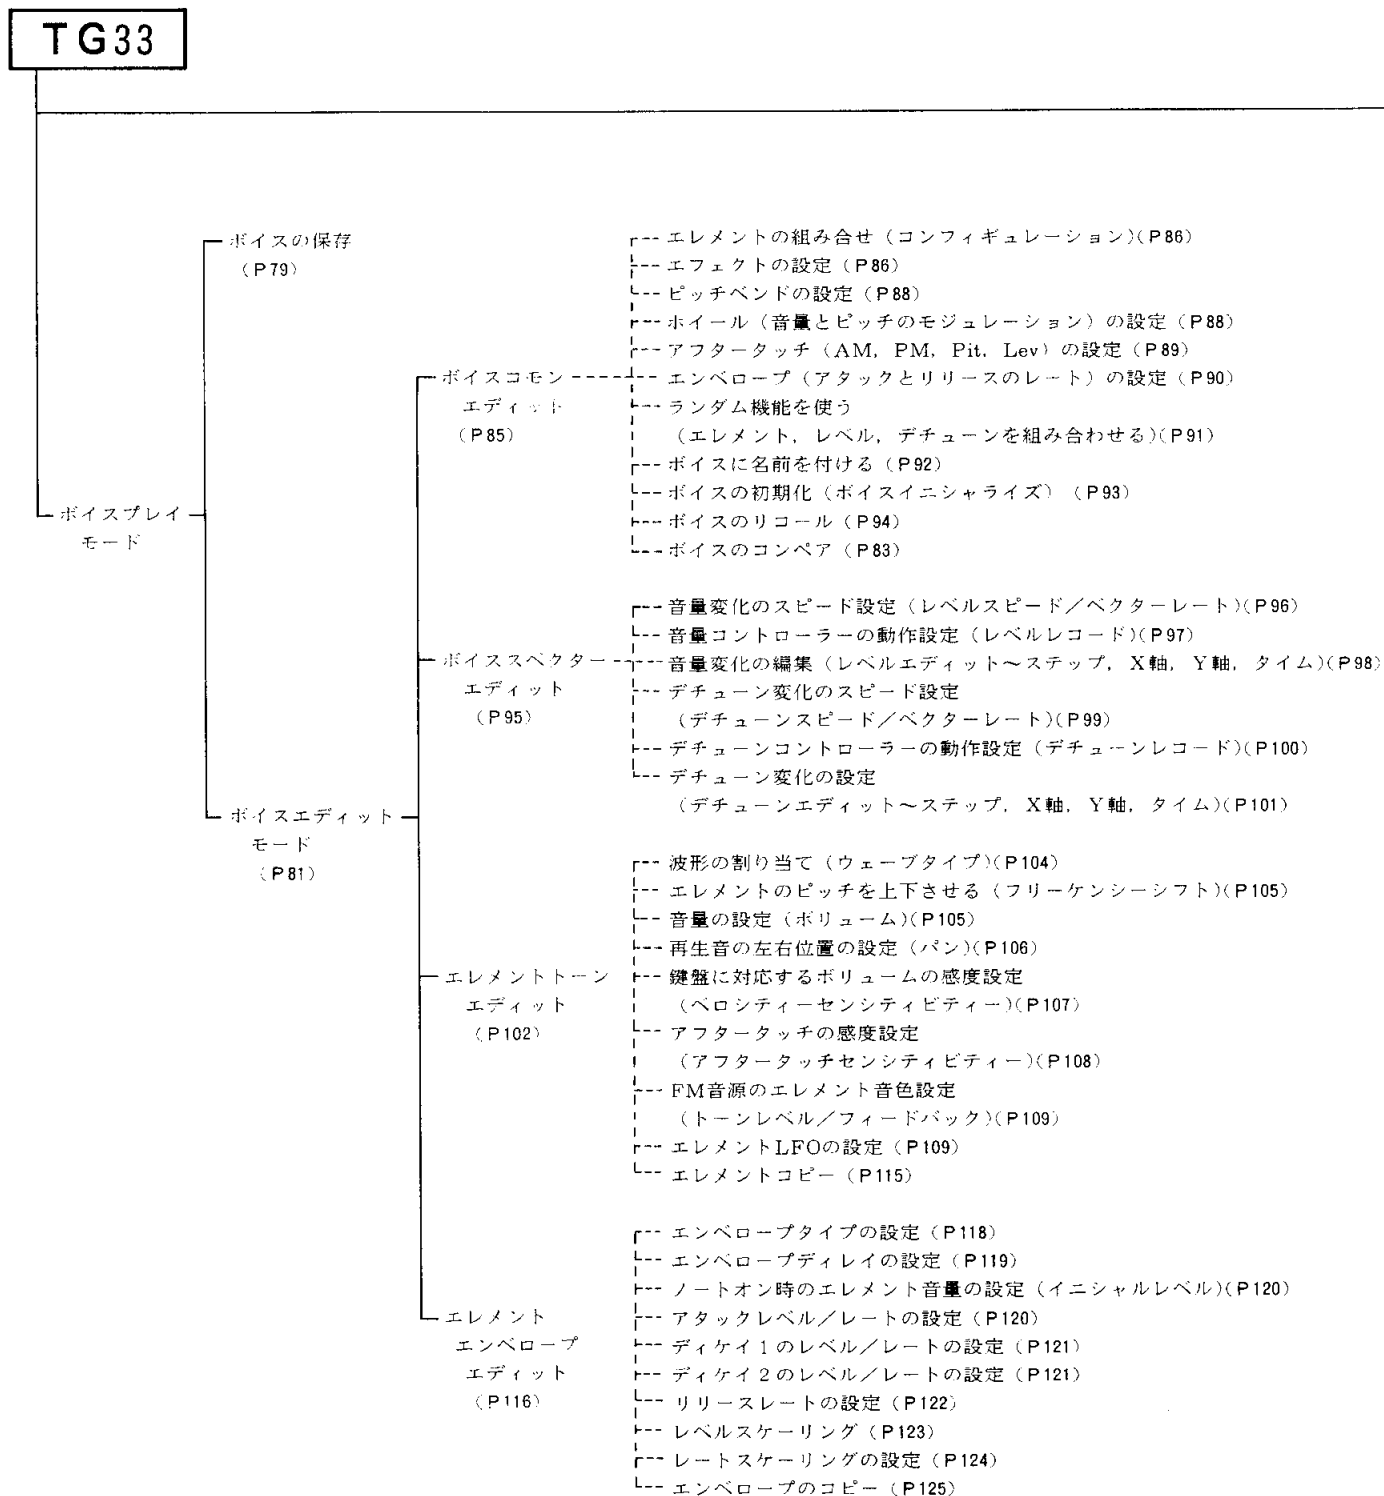 TG33
ボイスの保存
(P79)
エレメントの組み合せ(コンフィギュレーション)(P86)
エフェクトの設定(P86)
ピッチベンドの設定(P88)
ホイール(音量とピッチのモジュレーション)の設定(P88)
アフタータッチ(AM, PM, Pit, Lev)の設定(P89)
ボイスコモン
エディット
(P85)
エンベロープ(アタックとリリースのレート)の設定(P90)
ランダム機能を使う
(エレメント, レベル, デチューンを組み合わせる)(P91)
ボイスに名前を付ける(P92)
ボイスの初期化(ボイスイニシャライズ)(P93)
ボイスのリコール(P94)
ボイスのコンペア(P83)
ボイスプレイ
モード
音量変化のスピード設定(レベルスピード/ベクターレート)(P96)
音量コントローラーの動作設定(レベルレコード)(P97)
ボイススベクター
エディット
(P95)
音量変化の編集(レベルエディット~ステップ, X軸, Y軸, タイム)(P98)
デチューン変化のスピード設定
(デチューンスピード/ベクターレート)(P99)
デチューンコントローラーの動作設定(デチューンレコード)(P100)
デチューン変化の設定
(デチューンエディット~ステップ, X軸, Y軸, タイム)(P101)
ボイスエディット
モード
(P81)
波形の割り当て(ウェーブタイプ)(P104)
エレメントのピッチを上下させる(フリーケンシーシフト)(P105)
音量の設定(ボリューム)(P105)
再生音の左右位置の設定(パン)(P106)
エレメントトーン
エディット
(P102)
鍵盤に対応するボリュームの感度設定
(ベロシティーセンシティビティー)(P107)
アフタータッチの感度設定
(アフタータッチセンシティビティー)(P108)
FM音源のエレメント音色設定
(トーンレベル/フィードバック)(P109)
エレメントLFOの設定(P109)
エレメントコピー(P115)
エンベロープタイプの設定(P118)
エンベロープディレイの設定(P119)
ノートオン時のエレメント音量の設定(イニシャルレベル)(P120)
エレメント
エンベロープ
エディット
(P116)
アタックレベル/レートの設定(P120)
ディケイ1のレベル/レートの設定(P121)
ディケイ2のレベル/レートの設定(P121)
リリースレートの設定(P122)
レベルスケーリング(P123)
レートスケーリングの設定(P124)
エンベロープのコピー(P125)